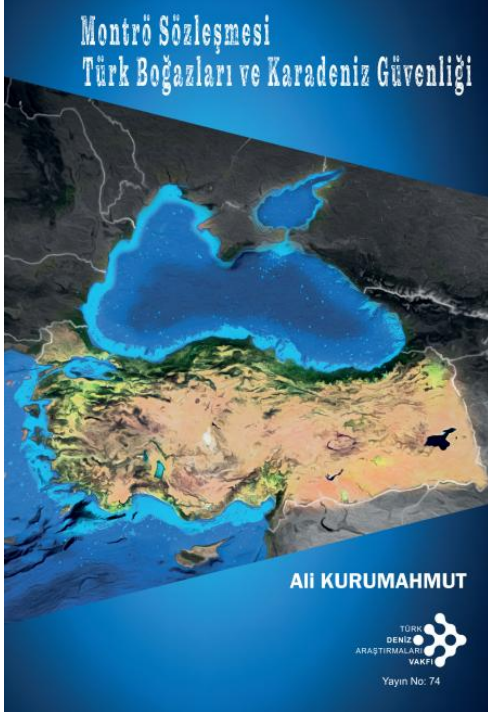 Montrö Sözleşmesi
Türk Boğazları ve Karadeniz Güvenliği
Ali KURUMAHMUT
TÜRK
DENİZ
ARAŞTIRMALARI
VAKFI
Yayın No: 74